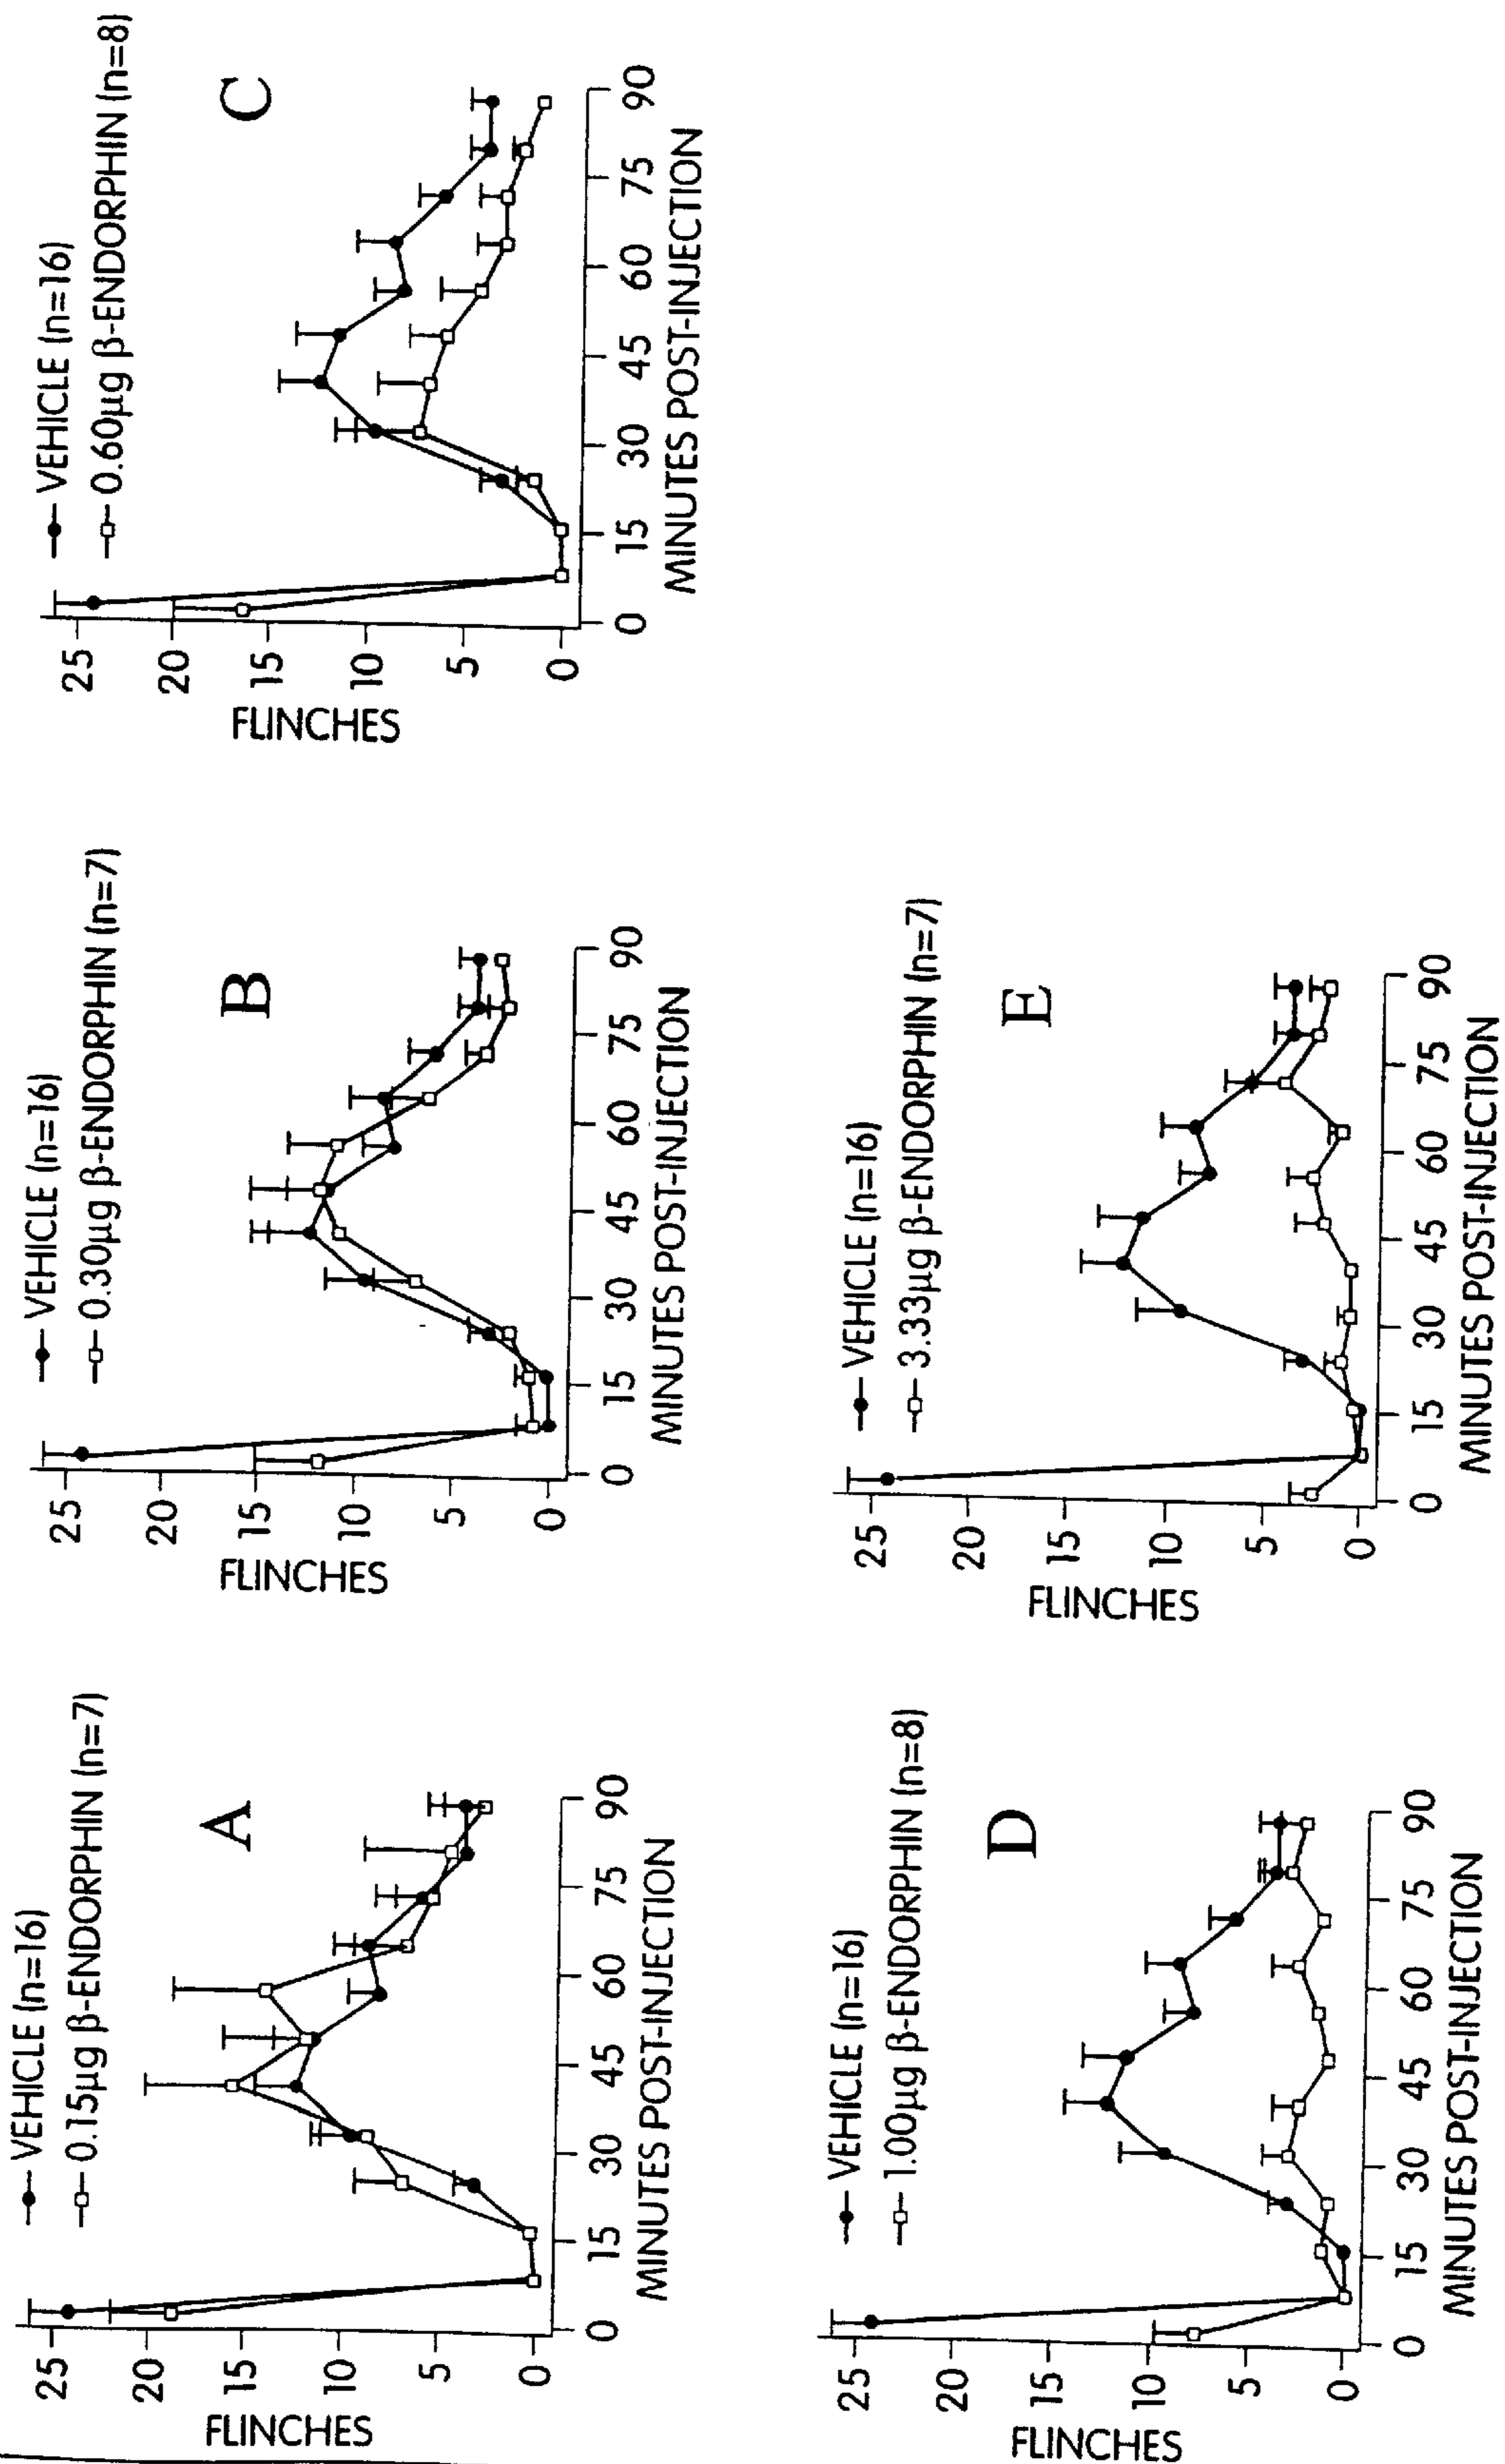 A
VEHICLE (n=16)
0.15µg β-ENDORPHIN (n=7)
FLINCHES
25
20
15
10
5
0
0 15 30 45 60 75 90
MINUTES POST-INJECTION
B
VEHICLE (n=16)
0.30µg β-ENDORPHIN (n=7)
FLINCHES
25
20
15
10
5
0
0 15 30 45 60 75 90
MINUTES POST-INJECTION
C
VEHICLE (n=16)
0.60µg β-ENDORPHIN (n=8)
FLINCHES
25
20
15
10
5
0
0 15 30 45 60 75 90
MINUTES POST-INJECTION
D
VEHICLE (n=16)
1.00µg β-ENDORPHIN (n=8)
FLINCHES
25
20
15
10
5
0
0 15 30 45 60 75 90
MINUTES POST-INJECTION
E
VEHICLE (n=16)
3.33µg β-ENDORPHIN (n=7)
FLINCHES
25
20
15
10
5
0
0 15 30 45 60 75 90
MINUTES POST-INJECTION